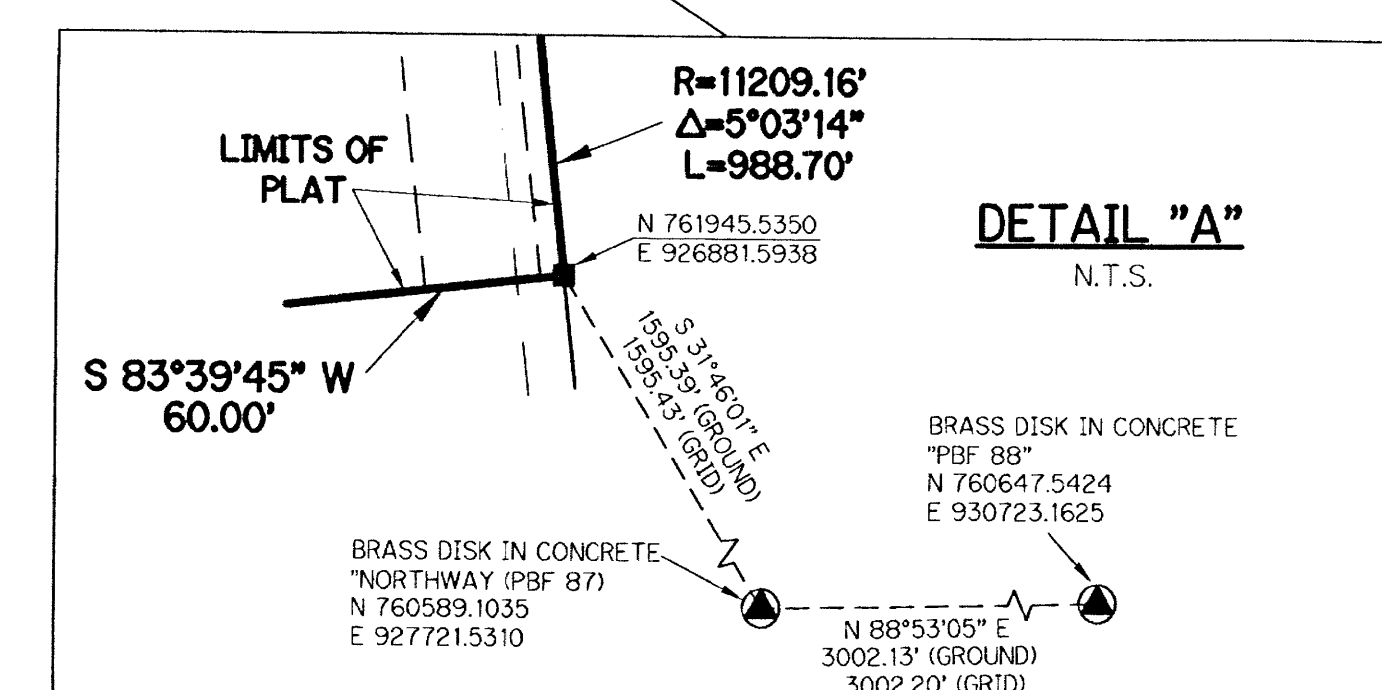 R=11209.16'
Δ=5°03'14"
L=988.70'
LIMITS OF
PLAT
N 761945.5350
E 926881.5938
DETAIL "A"
N.T.S.
S 83°39'45" W
60.00'
S 31°46'01" E
1595.39' (GROUND)
1595.43' (GRID)
BRASS DISK IN CONCRETE
"PBF 88"
N 760647.5424
E 930723.1625
BRASS DISK IN CONCRETE
"NORTHWAY (PBF 87)
N 760589.1035
E 927721.5310
N 88°53'05" E
3002.13' (GROUND)
3002.20' (GRID)